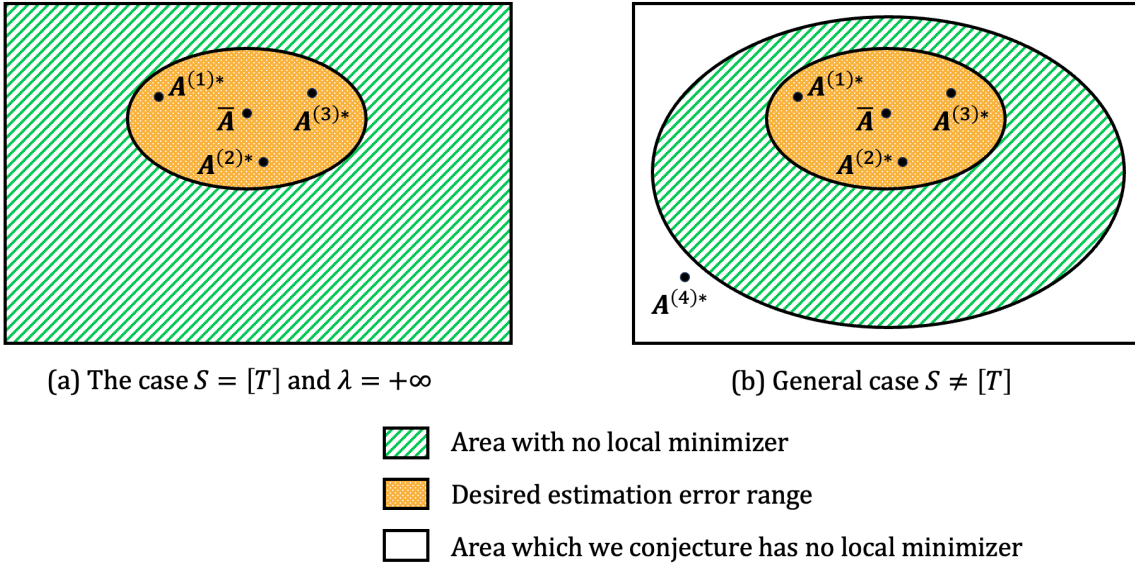 A^(1)*
A̅
A^(3)*
A^(2)*
A^(1)*
A̅
A^(3)*
A^(2)*
A^(4)*
(a) The case S = [T] and λ = +∞
(b) General case S ≠ [T]
Area with no local minimizer
Desired estimation error range
Area which we conjecture has no local minimizer